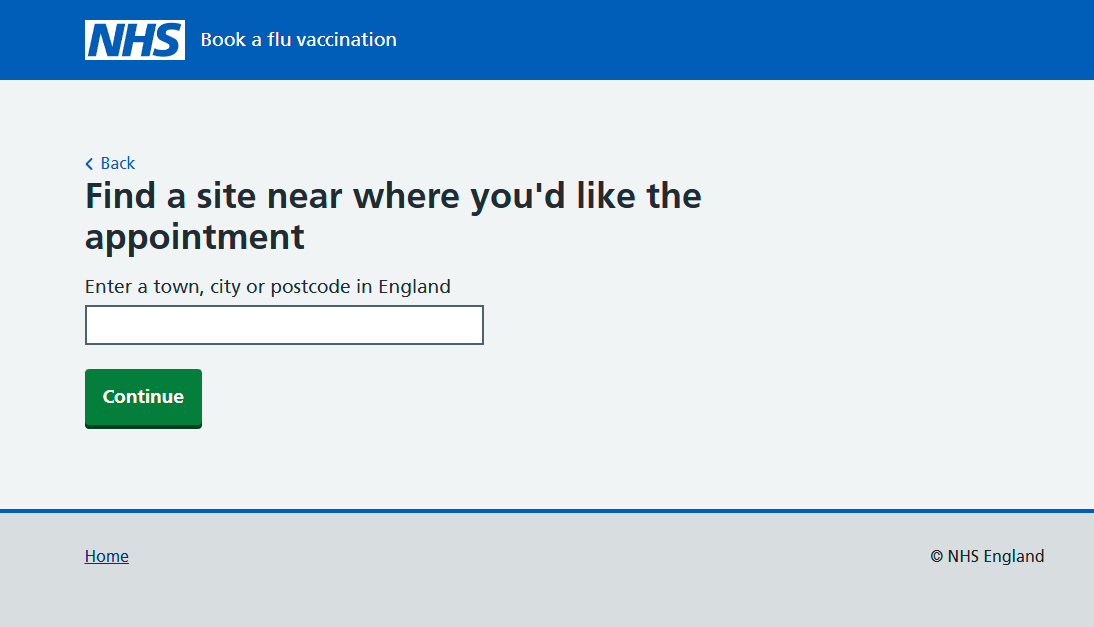 NHS Book a flu vaccination
Back
Find a site near where you'd like the
appointment
Enter a town, city or postcode in England
Continue
Home
© NHS England